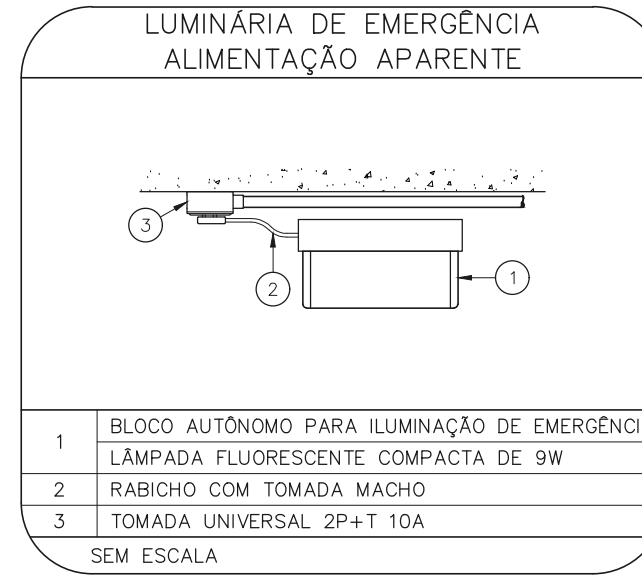 LUMINÁRIA DE EMERGÊNCIA
ALIMENTAÇÃO APARENTE
3
2
1
1 BLOCO AUTÔNOMO PARA ILUMINAÇÃO DE EMERGÊNCI
LÂMPADA FLUORESCENTE COMPACTA DE 9W
2 RABICHO COM TOMADA MACHO
3 TOMADA UNIVERSAL 2P+T 10A
SEM ESCALA